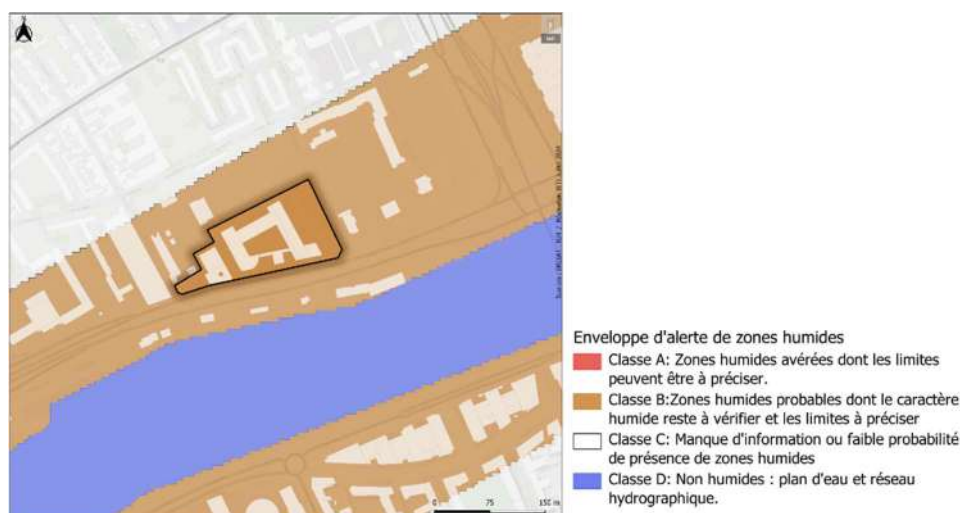 N
Enveloppe d'alerte de zones humides
Classe A: Zones humides avérées dont les limites
peuvent être à préciser.
Classe B:Zones humides probables dont le caractère
humide reste à vérifier et les limites à préciser
Classe C: Manque d'information ou faible probabilité
de présence de zones humides
Classe D: Non humides : plan d'eau et réseau
hydrographique.
0 75 150 m